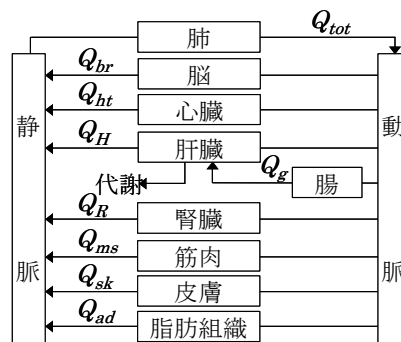 肺
Q_tot
Q_br
脳
Q_ht
心臓
静
動
Q_H
肝臓
代謝
Q_g
腸
Q_R
腎臓
Q_ms
筋肉
脈
脈
Q_sk
皮膚
Q_ad
脂肪組織